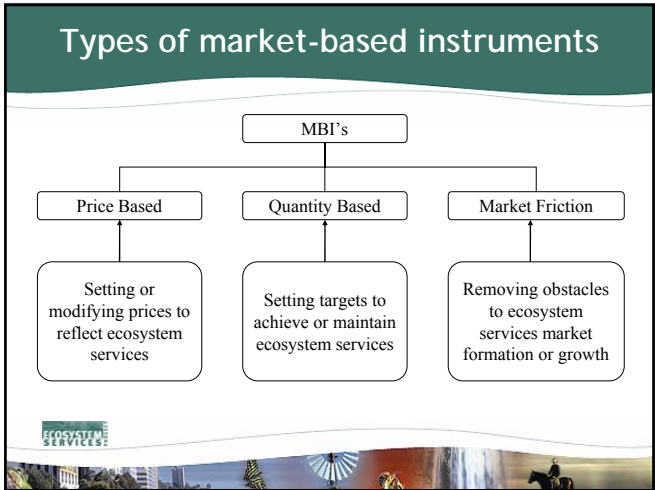 Types of market-based instruments
MBI's
Price Based
Quantity Based
Market Friction
Setting or
modifying prices to
reflect ecosystem
services
Setting targets to
achieve or maintain
ecosystem services
Removing obstacles
to ecosystem
services market
formation or growth
ECOSYSTEM
SERVICES